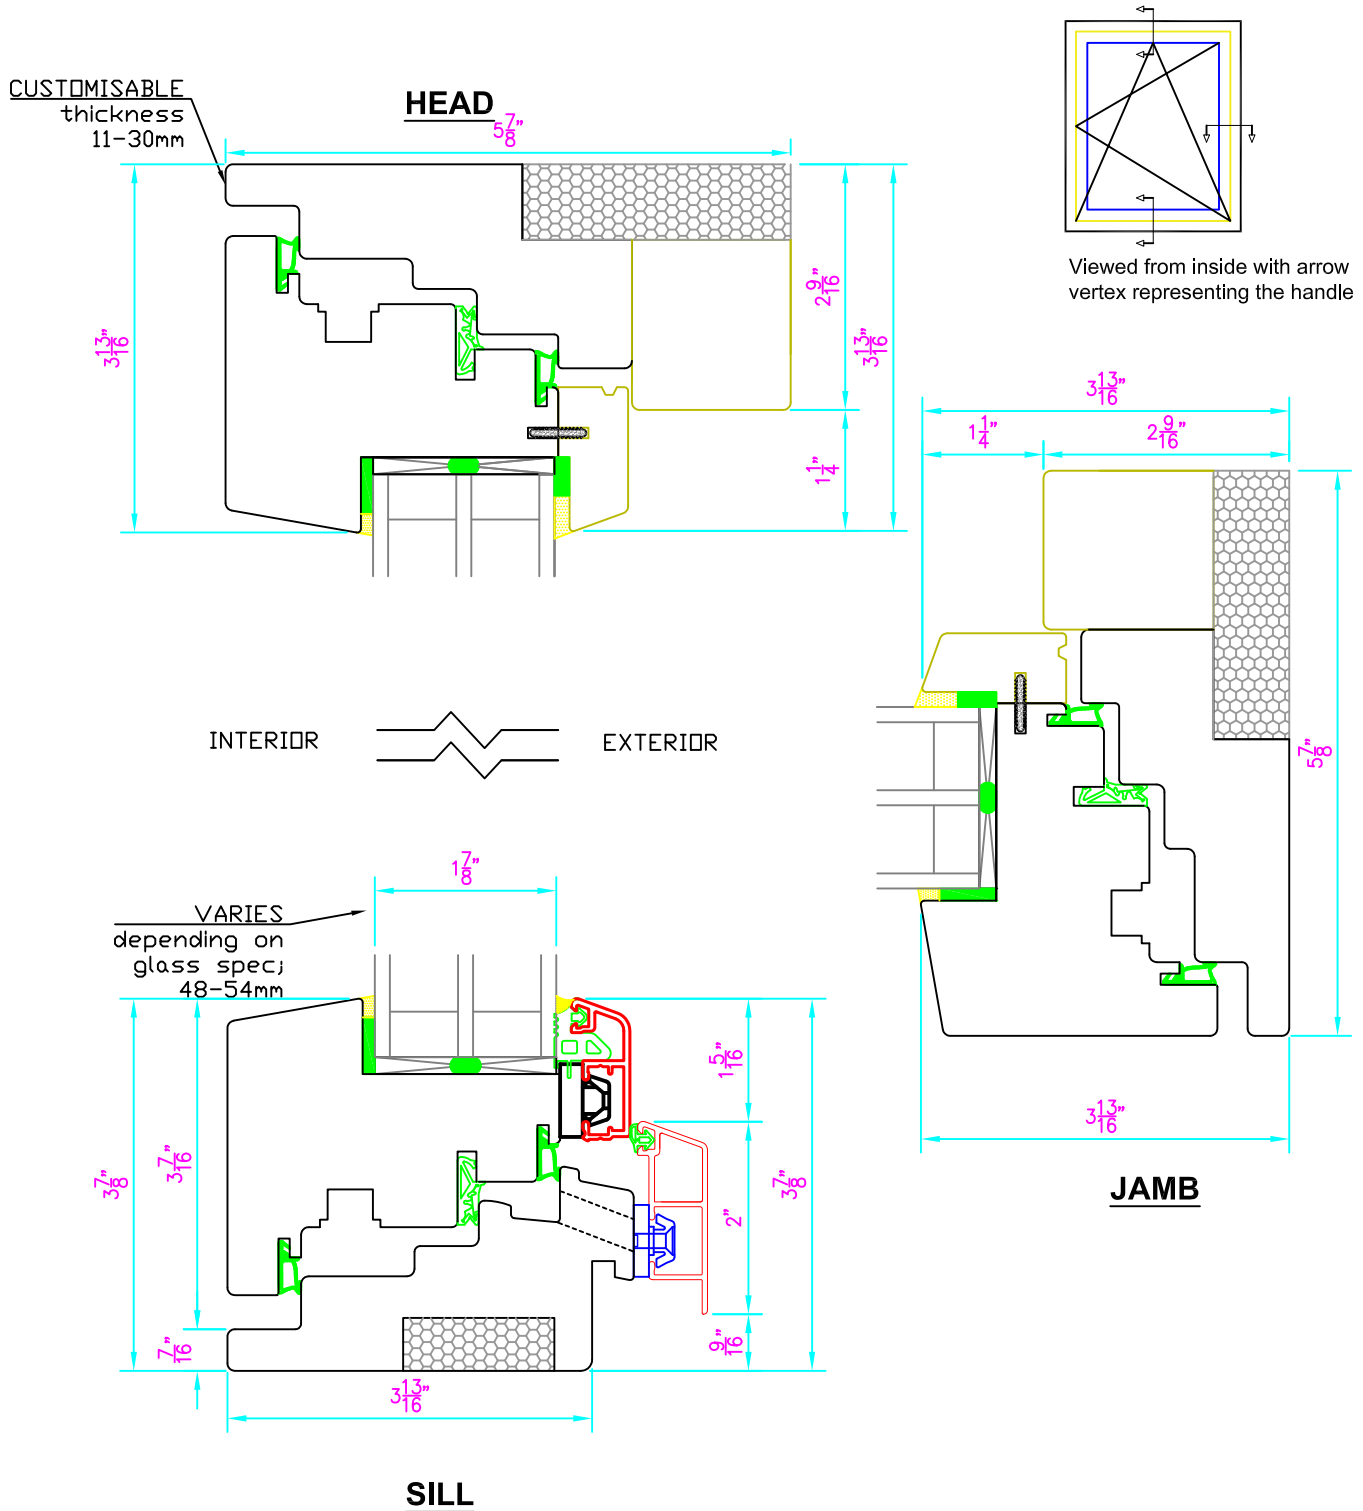 CUSTOMISABLE
thickness
11-30mm
HEAD
5 7/8"
3 13/16"
2 9/16"
3 13/16"
1 1/4"
Viewed from inside with arrow
vertex representing the handle
3 13/16"
1 1/4"
2 9/16"
5 7/8"
3 13/16"
JAMB
INTERIOR
EXTERIOR
1 7/8"
VARIES
depending on
glass spec;
48-54mm
3 7/8"
3 7/16"
7/16"
1 5/16"
2"
9/16"
3 7/8"
3 13/16"
SILL